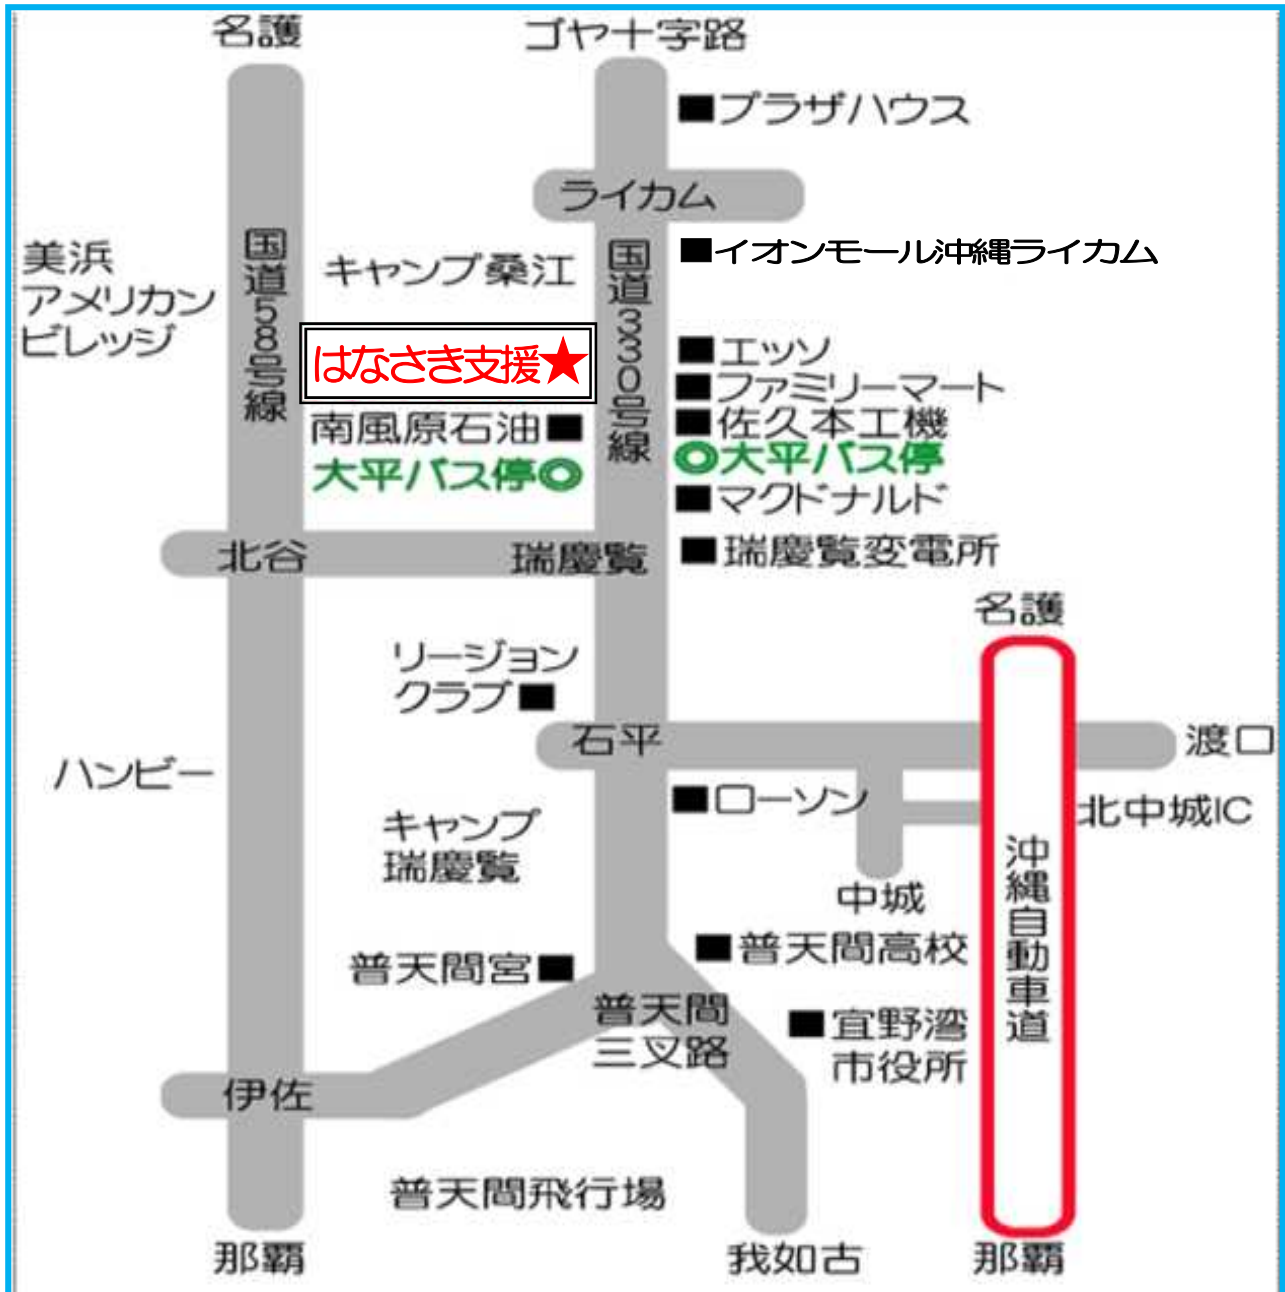 名護
ゴヤ十字路
■プラザハウス
ライカム
国道58号線
国道330号線
美浜
アメリカン
ビレッジ
キャンプ桑江
■イオンモール沖縄ライカム
はなさき支援★
■エッソ
■ファミリーマート
■佐久本工機
南風原石油■
大平バス停◎
◎大平バス停
■マクドナルド
北谷
瑞慶覧
■瑞慶覧変電所
名護
リージョン
クラブ■
石平
渡口
ハンビー
■ローソン
北中城IC
キャンプ
瑞慶覧
中城
沖縄自動車道
普天間宮■
■普天間高校
普天間
三叉路
■宜野湾
市役所
伊佐
普天間飛行場
那覇
我如古
那覇